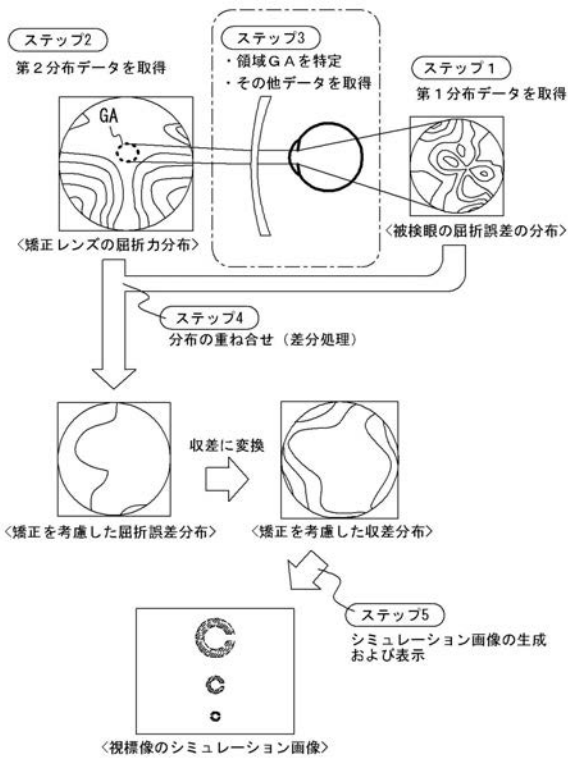 ステップ2
第2分布データを取得
ステップ3
・領域GAを特定
・その他データを取得
ステップ1
第1分布データを取得
GA
〈矯正レンズの屈折力分布〉
〈被検眼の屈折誤差の分布〉
ステップ4
分布の重ね合せ（差分処理）
収差に変換
〈矯正を考慮した屈折誤差分布〉
〈矯正を考慮した収差分布〉
ステップ5
シミュレーション画像の生成
および表示
〈視標像のシミュレーション画像〉